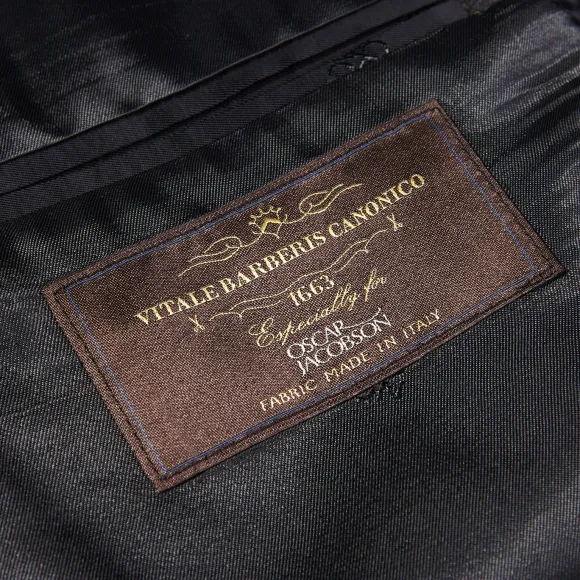 VITALE BARBERIS CANONICO
1663
Especially for
OSCAR
JACOBSON
FABRIC MADE IN ITALY